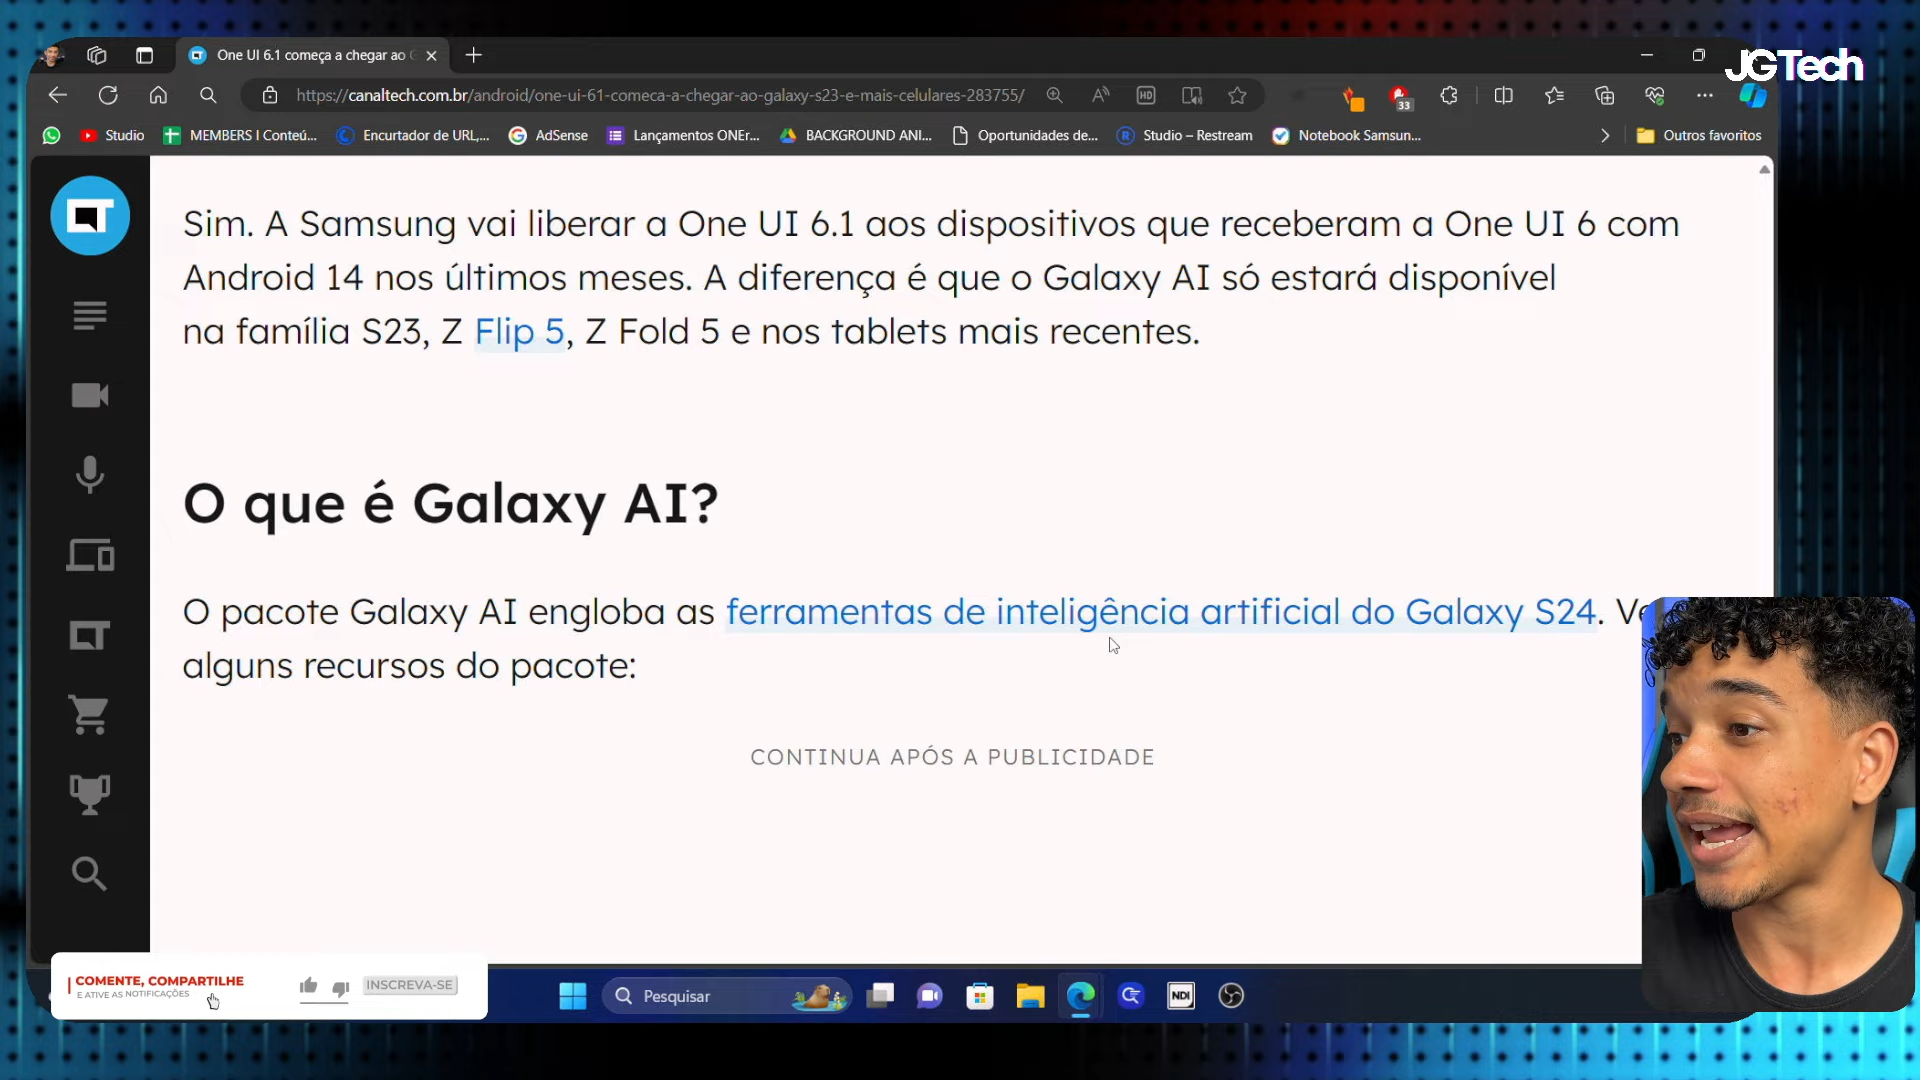 One UI 6.1 começa a chegar ao
JGTech
https://canaltech.com.br/android/one-ui-61-comeca-a-chegar-ao-galaxy-s23-e-mais-celulares-283755/
HD
33
Studio
MEMBERS I Conteú...
Encurtador de URL,...
AdSense
Lançamentos ONEr...
BACKGROUND ANI...
Oportunidades de...
Studio – Restream
Notebook Samsun...
Outros favoritos
Sim. A Samsung vai liberar a One UI 6.1 aos dispositivos que receberam a One UI 6 com
Android 14 nos últimos meses. A diferença é que o Galaxy AI só estará disponível
na família S23, Z Flip 5, Z Fold 5 e nos tablets mais recentes.
O que é Galaxy AI?
O pacote Galaxy AI engloba as ferramentas de inteligência artificial do Galaxy S24.
alguns recursos do pacote:
CONTINUA APÓS A PUBLICIDADE
COMENTE, COMPARTILHE
E ATIVE AS NOTIFICAÇÕES
INSCREVA-SE
Pesquisar
NDI